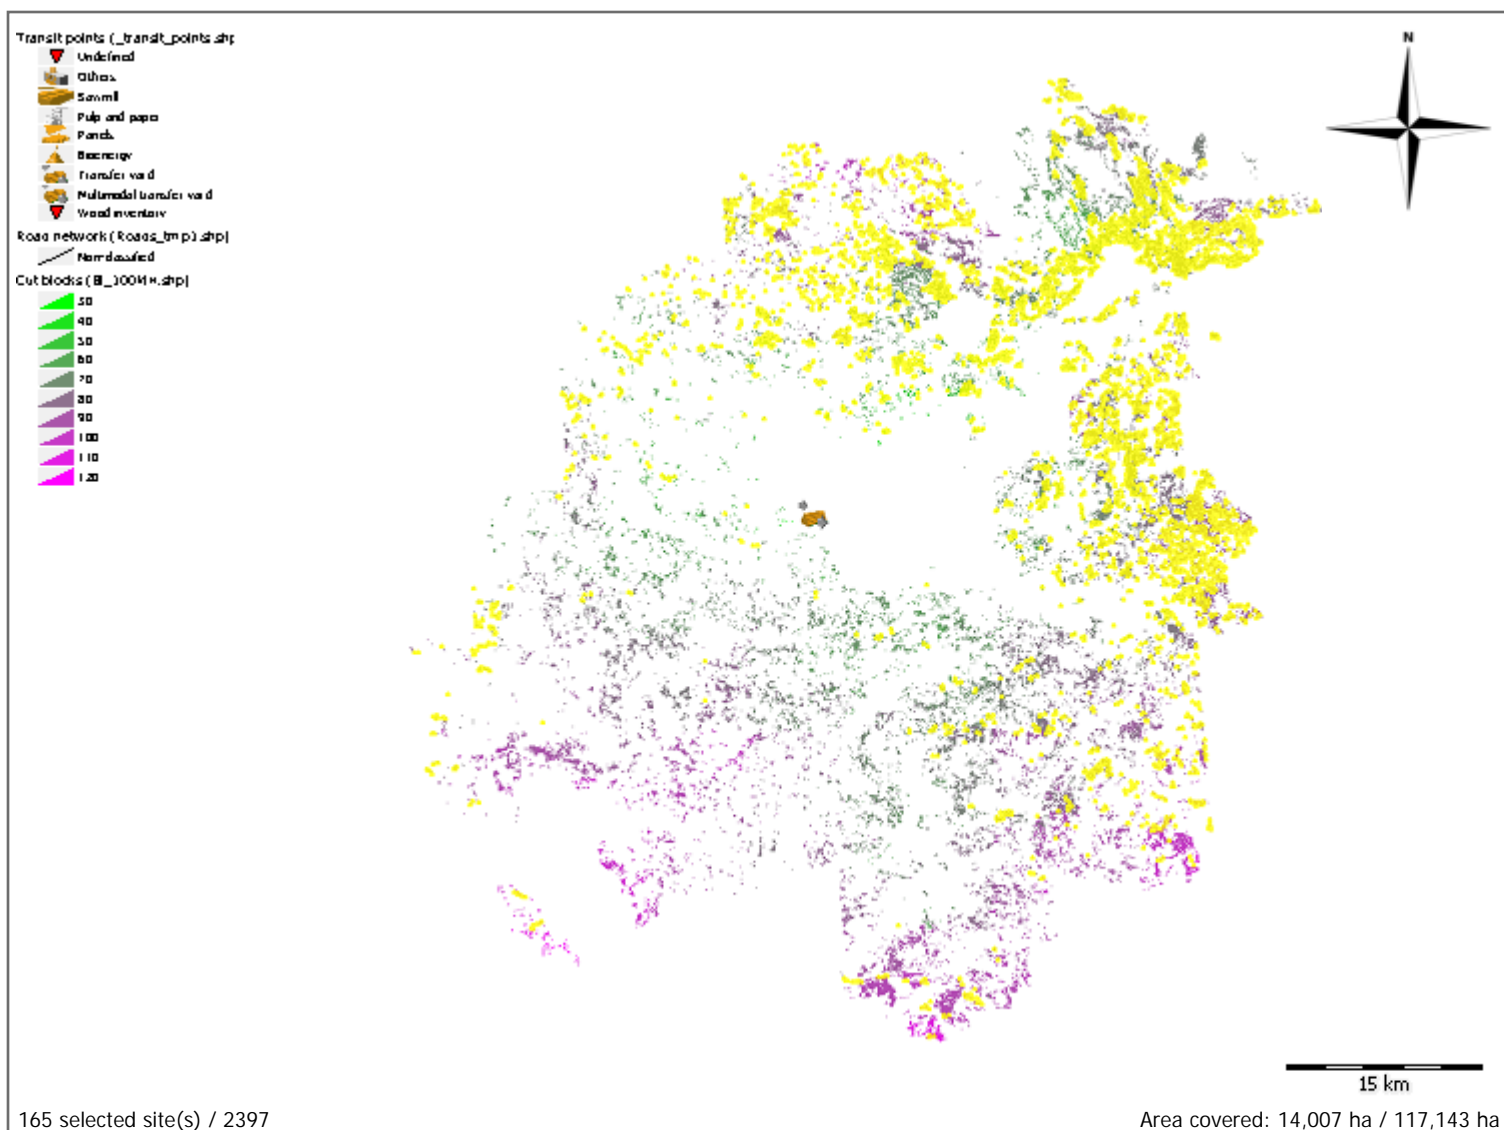 Transit points (_transit_points.shp
Undefined
Others
Sawmill
Pulp and paper
Panels
Bioenergy
Transfer yard
Multimodal transfer yard
Wood inventory
Road network (Roads_tmp).shp)
Non-classified
Cut blocks (
30
40
50
60
70
80
90
100
110
120
N
15 km
165 selected site(s) / 2397
Area covered: 14,007 ha / 117,143 ha